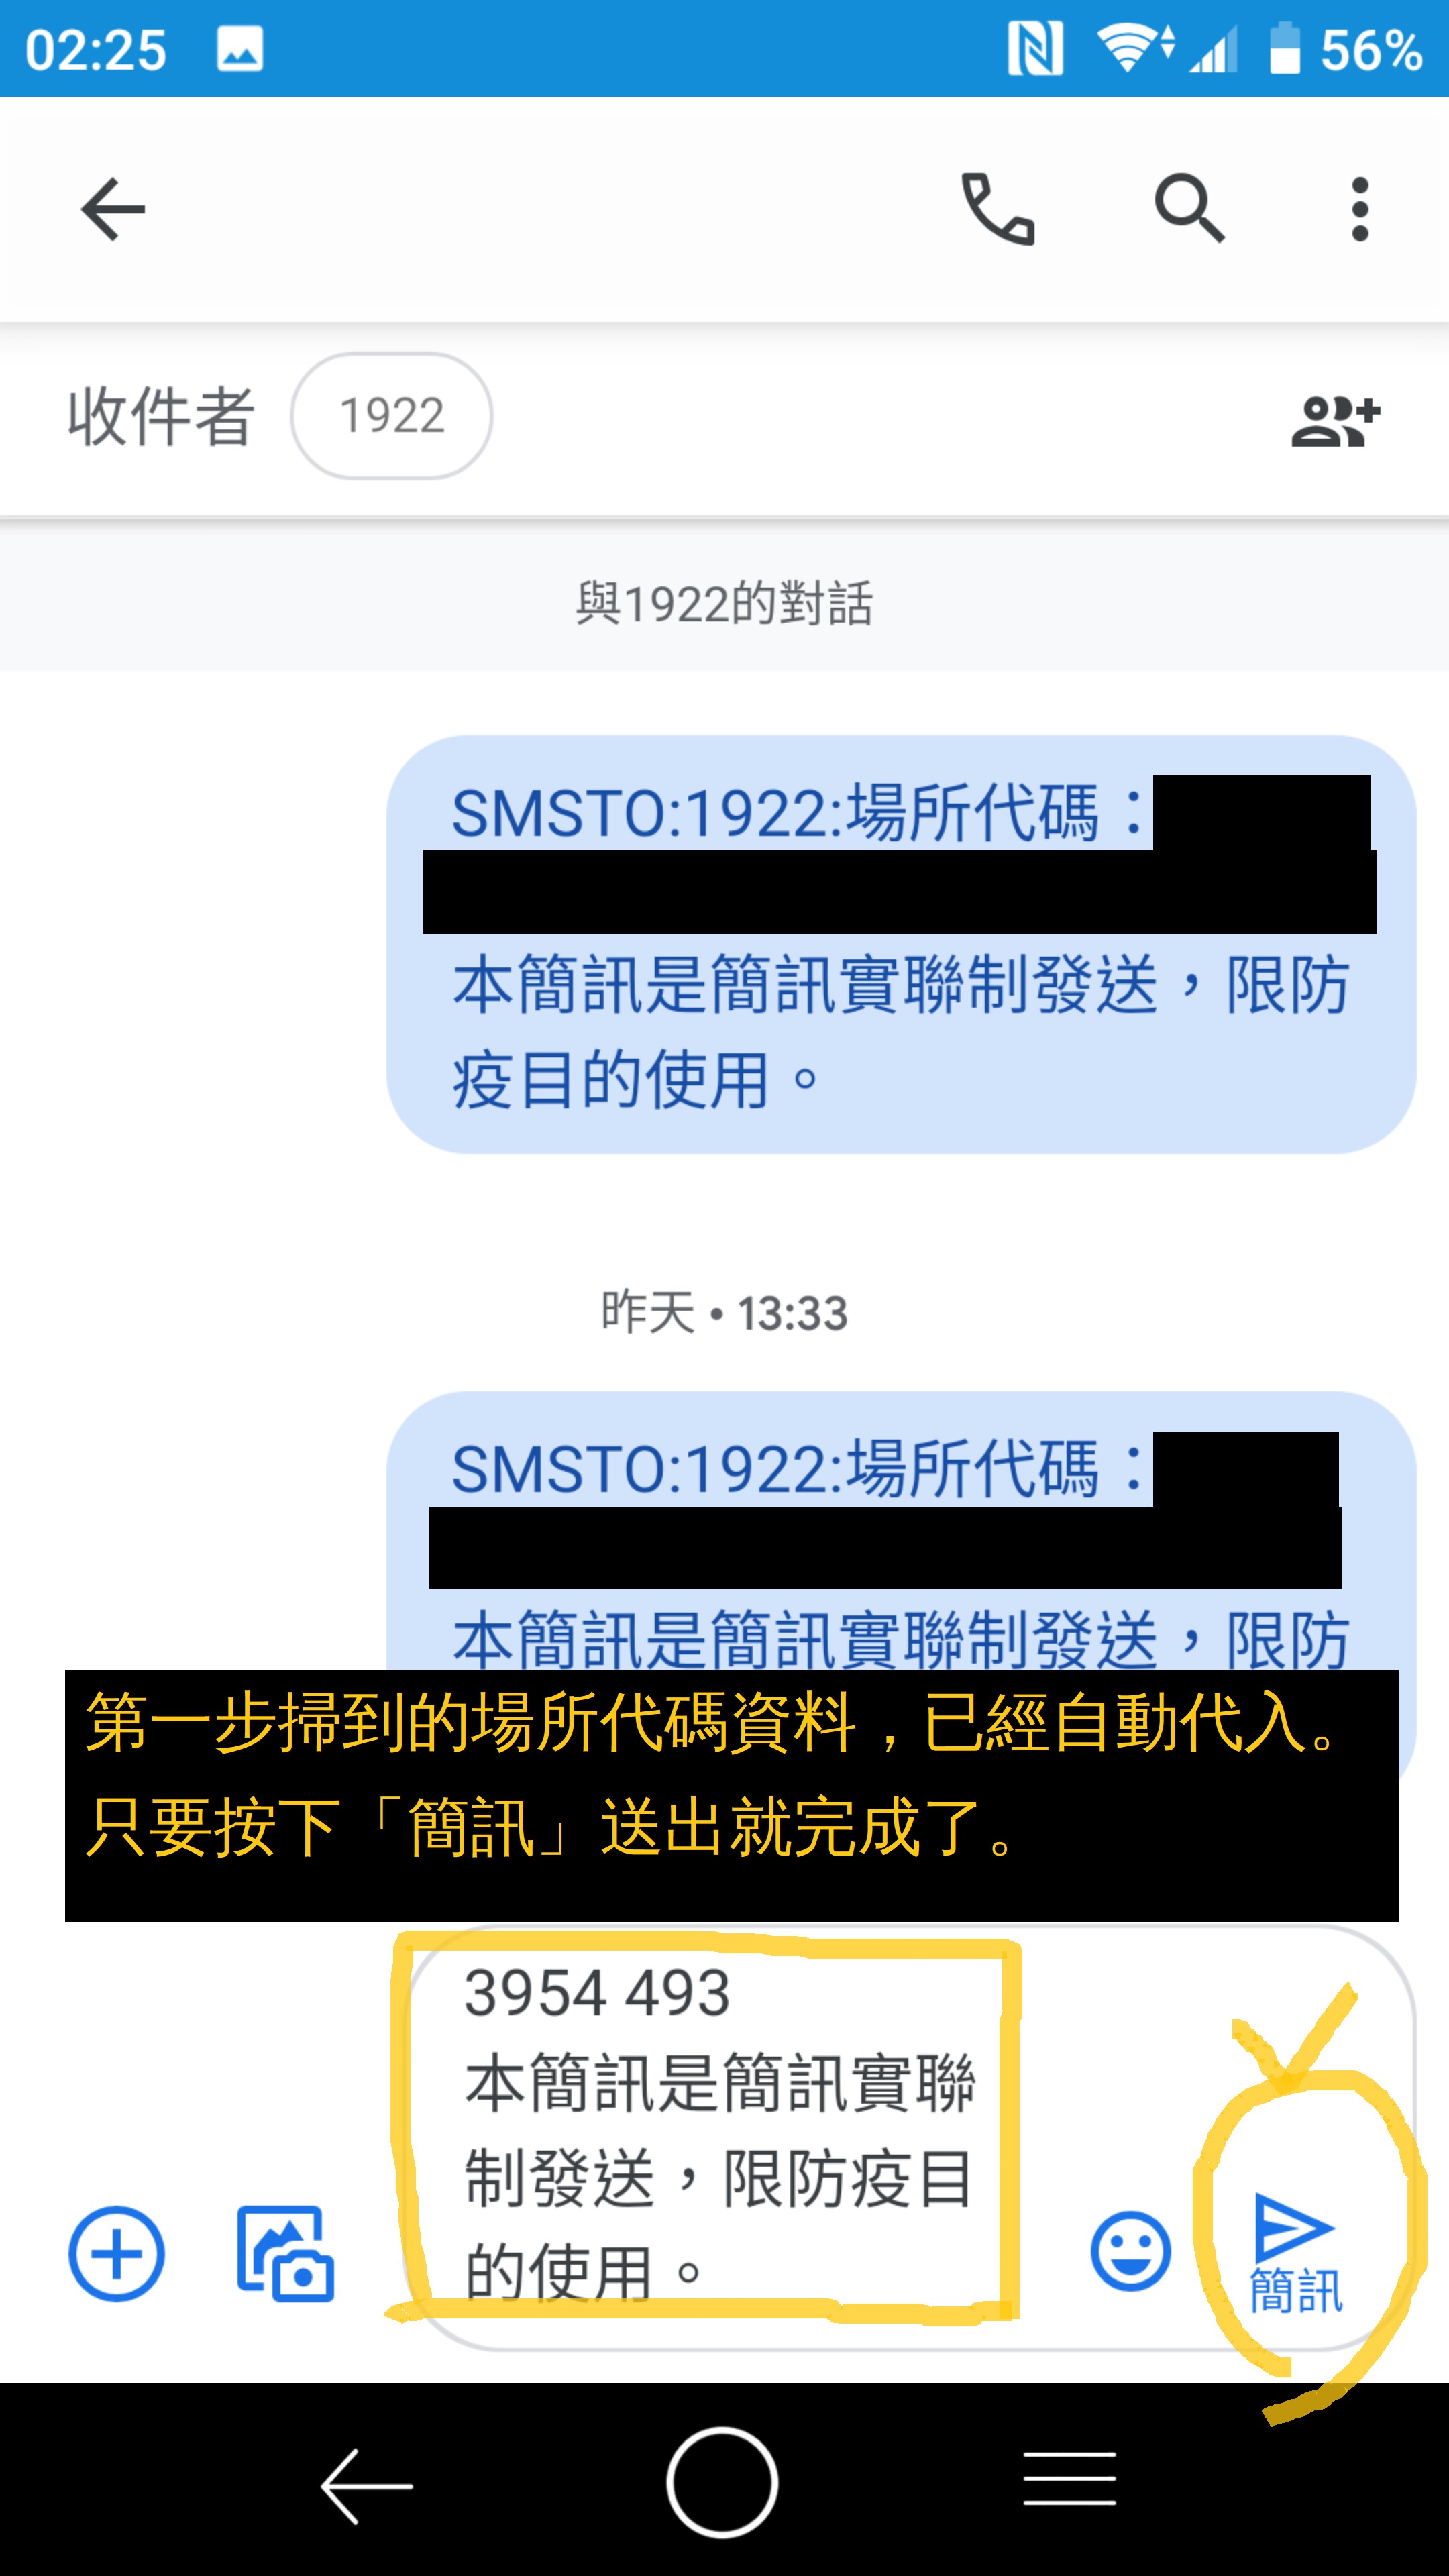 02:25
56%
收件者 1922
與1922的對話
SMSTO:1922:場所代碼：
本簡訊是簡訊實聯制發送，限防
疫目的使用。
昨天 • 13:33
SMSTO:1922:場所代碼：
本簡訊是簡訊實聯制發送，限防
第一步掃到的場所代碼資料，已經自動代入。
只要按下「簡訊」送出就完成了。
3954 493
本簡訊是簡訊實聯
制發送，限防疫目
的使用。
簡訊